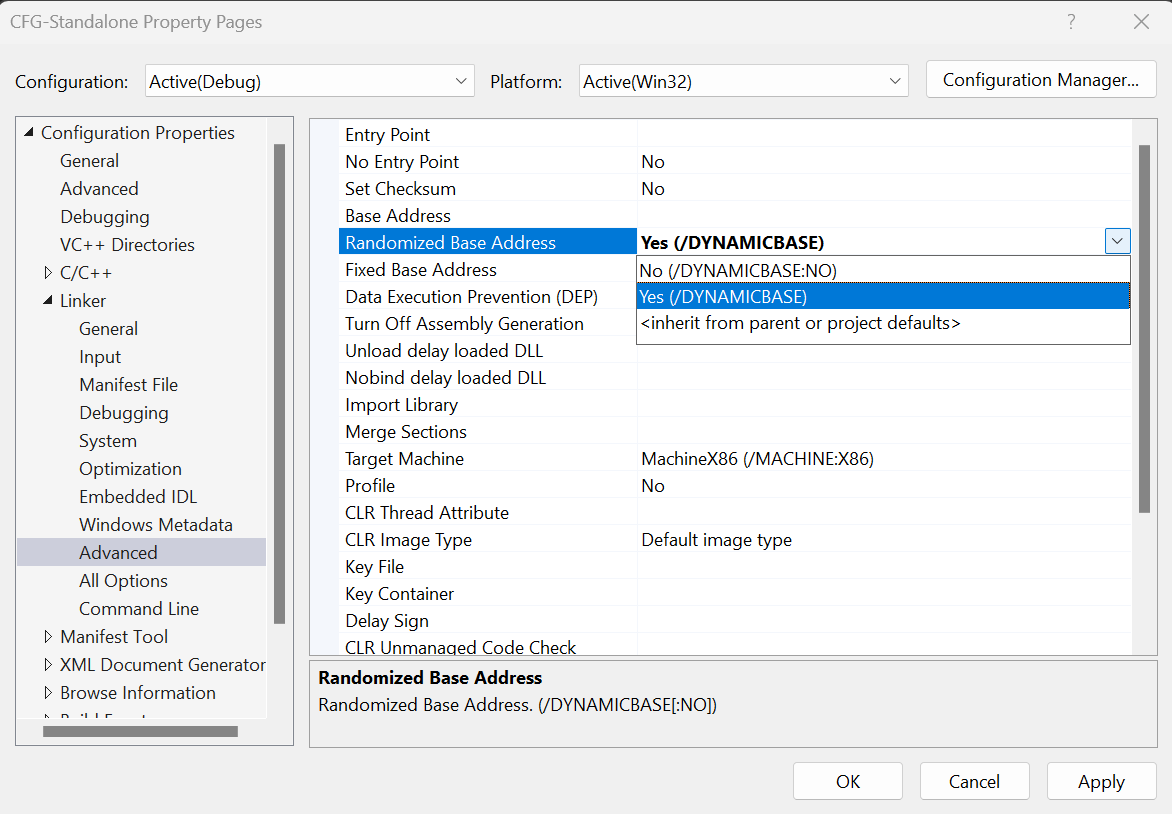 CFG-Standalone Property Pages ?
Configuration: Active(Debug) Platform: Active(Win32) Configuration Manager...
Configuration Properties
General
Advanced
Debugging
VC++ Directories
C/C++
Linker
General
Input
Manifest File
Debugging
System
Optimization
Embedded IDL
Windows Metadata
Advanced
All Options
Command Line
Manifest Tool
XML Document Generator
Browse Information
Entry Point
No Entry Point No
Set Checksum No
Base Address
Randomized Base Address Yes (/DYNAMICBASE)
Fixed Base Address No (/DYNAMICBASE:NO)
Data Execution Prevention (DEP) Yes (/DYNAMICBASE)
Turn Off Assembly Generation <inherit from parent or project defaults>
Unload delay loaded DLL
Nobind delay loaded DLL
Import Library
Merge Sections
Target Machine MachineX86 (/MACHINE:X86)
Profile No
CLR Thread Attribute
CLR Image Type Default image type
Key File
Key Container
Delay Sign
CLR Unmanaged Code Check
Randomized Base Address
Randomized Base Address. (/DYNAMICBASE[:NO])
OK Cancel Apply